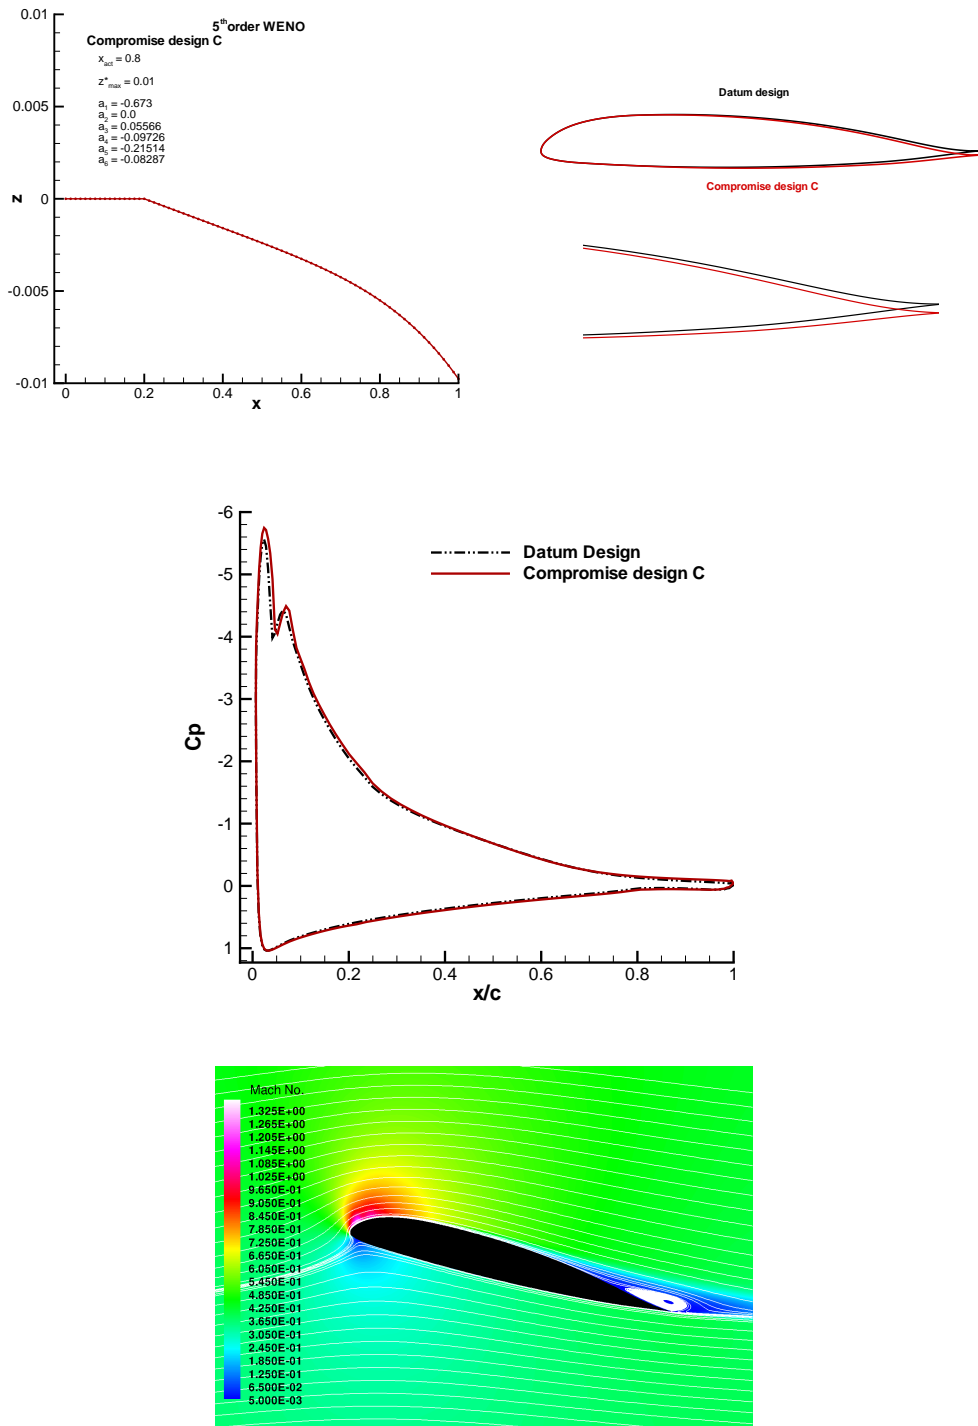 0.01
0.005
0
-0.005
-0.01
z
5th order WENO
Compromise design C
xact = 0.8
z*max = 0.01
a1 = -0.673
a2 = 0.0
a3 = 0.05566
a4 = -0.09726
a5 = -0.21514
a6 = -0.08287
0 0.2 0.4 0.6 0.8 1
x
Datum design
Compromise design C
-6
-5
-4
-3
-2
-1
0
1
Cp
Datum Design
Compromise design C
0 0.2 0.4 0.6 0.8 1
x/c
Mach No.
1.325E+00
1.265E+00
1.205E+00
1.145E+00
1.085E+00
9.650E-01
9.050E-01
8.450E-01
7.850E-01
7.250E-01
6.650E-01
6.050E-01
5.450E-01
4.850E-01
4.250E-01
3.650E-01
3.050E-01
2.450E-01
1.850E-01
6.500E-02
5.000E-03